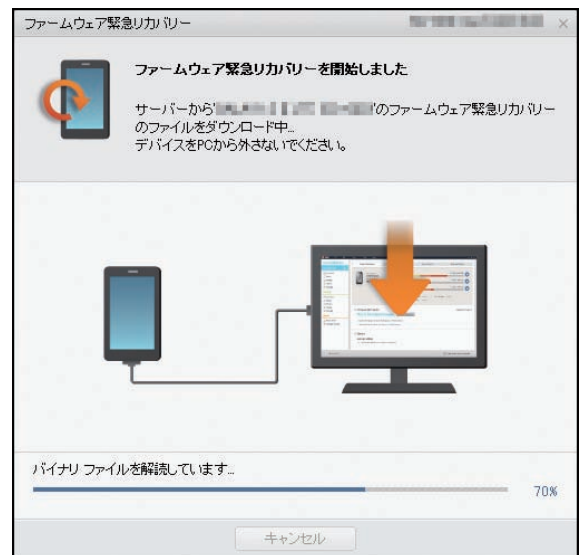 ファームウェア緊急リカバリー
ファームウェア緊急リカバリーを開始しました
サーバーから'
'のファームウェア緊急リカバリー
のファイルをダウンロード中...
デバイスをPCから外さないでください。
バイナリ ファイルを解読しています...
70%
キャンセル